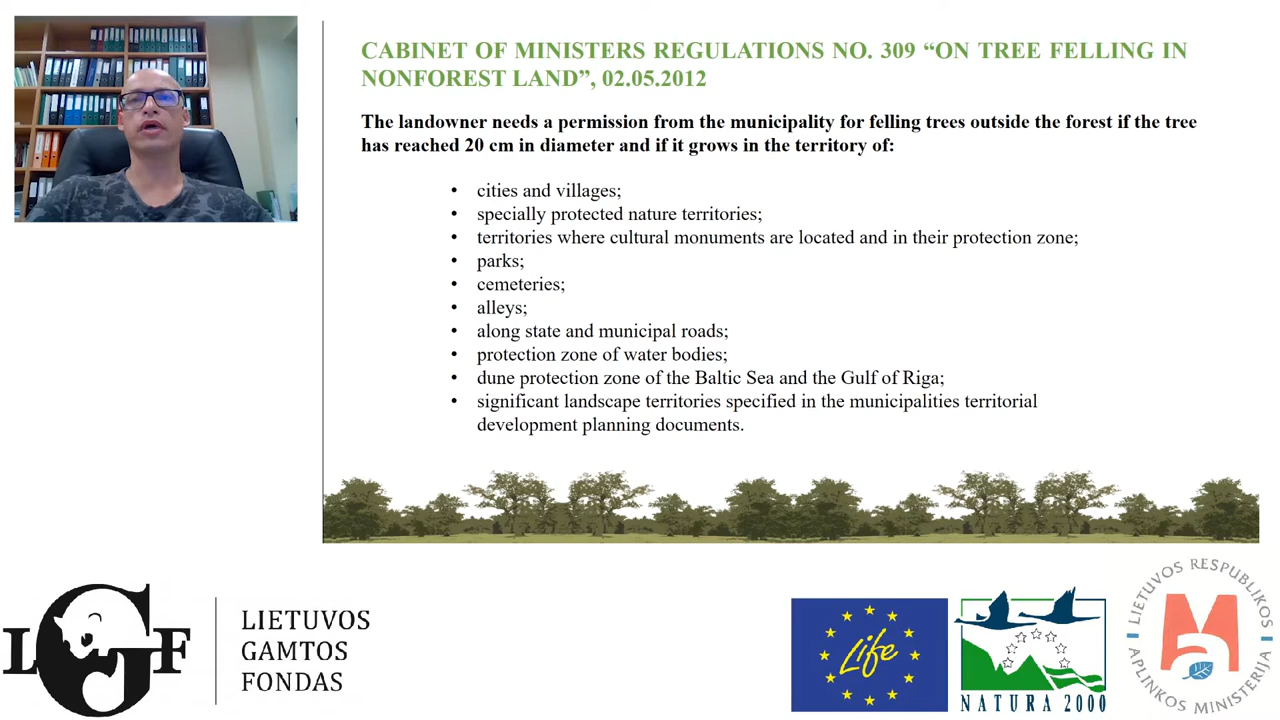 CABINET OF MINISTERS REGULATIONS NO. 309 “ON TREE FELLING IN
NONFOREST LAND”, 02.05.2012
The landowner needs a permission from the municipality for felling trees outside the forest if the tree
has reached 20 cm in diameter and if it grows in the territory of:
• cities and villages;
• specially protected nature territories;
• territories where cultural monuments are located and in their protection zone;
• parks;
• cemeteries;
• alleys;
• along state and municipal roads;
• protection zone of water bodies;
• dune protection zone of the Baltic Sea and the Gulf of Riga;
• significant landscape territories specified in the municipalities territorial
development planning documents.
LGF
LIETUVOS
GAMTOS
FONDAS
Life
NATURA 2000
LIETUVOS RESPUBLIKOS
APLINKOS MINISTERIJA
Ma